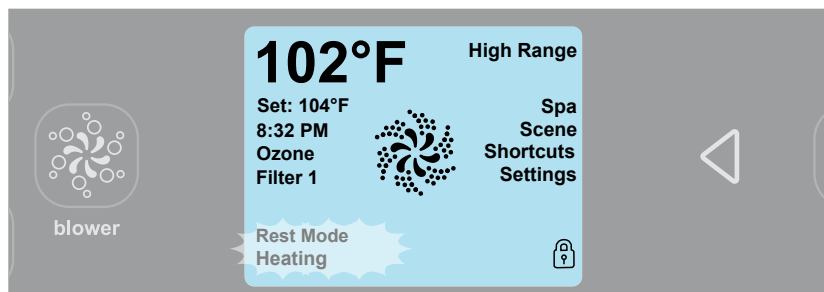 102°F
High Range
Set: 104°F
8:32 PM
Ozone
Filter 1
Spa
Scene
Shortcuts
Settings
Rest Mode
Heating
blower